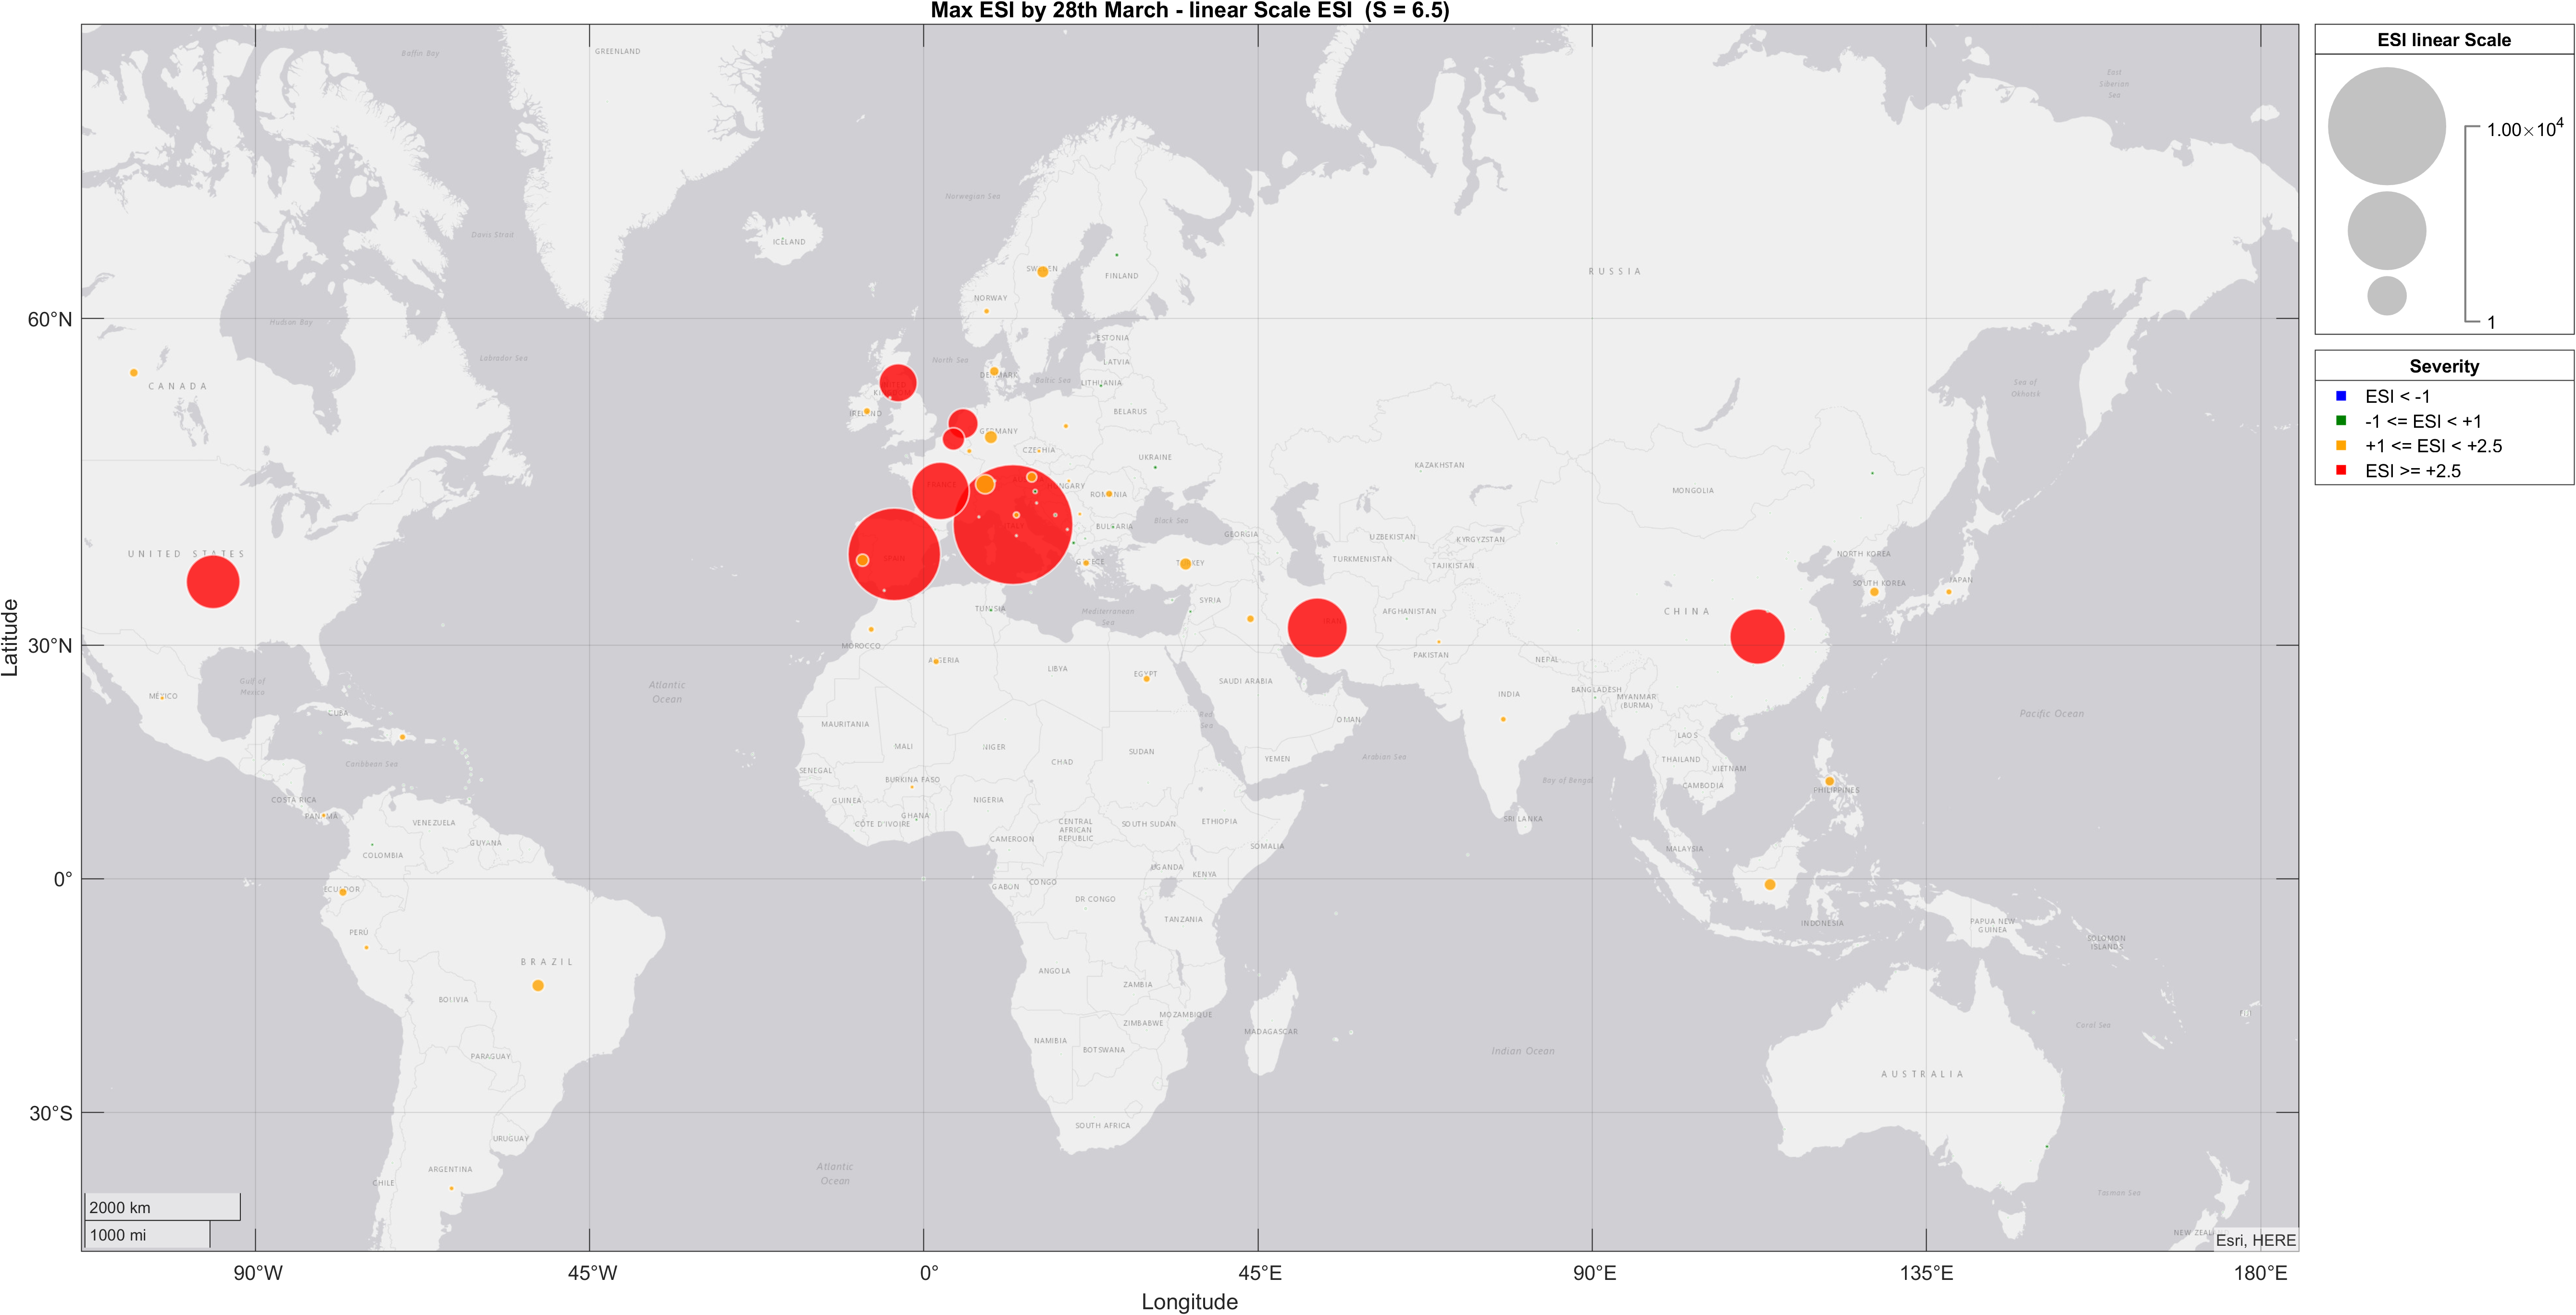 Max ESI by 28th March - linear Scale ESI (S = 6.5)
ESI linear Scale
1.00×10⁴
1
Severity
ESI < -1
-1 <= ESI < +1
+1 <= ESI < +2.5
ESI >= +2.5
Latitude
60°N
30°N
0°
30°S
90°W
45°W
0°
45°E
90°E
135°E
180°E
Longitude
2000 km
1000 mi
Esri, HERE
Baffin Bay
GREENLAND
East
Siberian
Sea
Norwegian Sea
Davis Strait
ICELAND
FINLAND
RUSSIA
NORWAY
Hudson Bay
ESTONIA
Labrador Sea
North Sea
LATVIA
Baltic Sea
LITHUANIA
Sea of
Okhotsk
CANADA
IRELAND
BELARUS
GERMANY
CZECHIA
UKRAINE
KAZAKHSTAN
FRANCE
ROMANIA
MONGOLIA
BULGARIA
Black Sea
ITALY
GEORGIA
UZBEKISTAN
KYRGYZSTAN
UNITED STATES
SPAIN
GREECE
TURKMENISTAN
TAJIKISTAN
NORTH KOREA
SOUTH KOREA
JAPAN
SYRIA
TUNISIA
Mediterranean
Sea
AFGHANISTAN
CHINA
IRAN
MOROCCO
PAKISTAN
NEPAL
ALGERIA
LIBYA
EGYPT
SAUDI ARABIA
Atlantic
Ocean
Gulf of
Mexico
MÉXICO
INDIA
BANGLADESH
MYANMAR
(BURMA)
CUBA
MAURITANIA
Red
Sea
OMAN
Pacific Ocean
LAOS
MALI
NIGER
SUDAN
YEMEN
Arabian Sea
THAILAND
VIETNAM
Caribbean Sea
SENEGAL
CHAD
BURKINA FASO
Bay of Bengal
CAMBODIA
PHILIPPINES
COSTA RICA
GUINEA
NIGERIA
PANAMA
VENEZUELA
GHANA
CÔTE D'IVOIRE
CENTRAL
AFRICAN
REPUBLIC
SOUTH SUDAN
ETHIOPIA
SRI LANKA
CAMEROON
GUYANA
COLOMBIA
SOMALIA
MALAYSIA
UGANDA
KENYA
GABON
CONGO
ECUADOR
DR CONGO
TANZANIA
INDONESIA
PAPUA NEW
GUINEA
PERÚ
SOLOMON
ISLANDS
BRAZIL
ANGOLA
ZAMBIA
BOLIVIA
MOZAMBIQUE
ZIMBABWE
MADAGASCAR
Coral Sea
NAMIBIA
BOTSWANA
Indian Ocean
PARAGUAY
AUSTRALIA
SOUTH AFRICA
URUGUAY
Atlantic
Ocean
ARGENTINA
CHILE
Tasman Sea